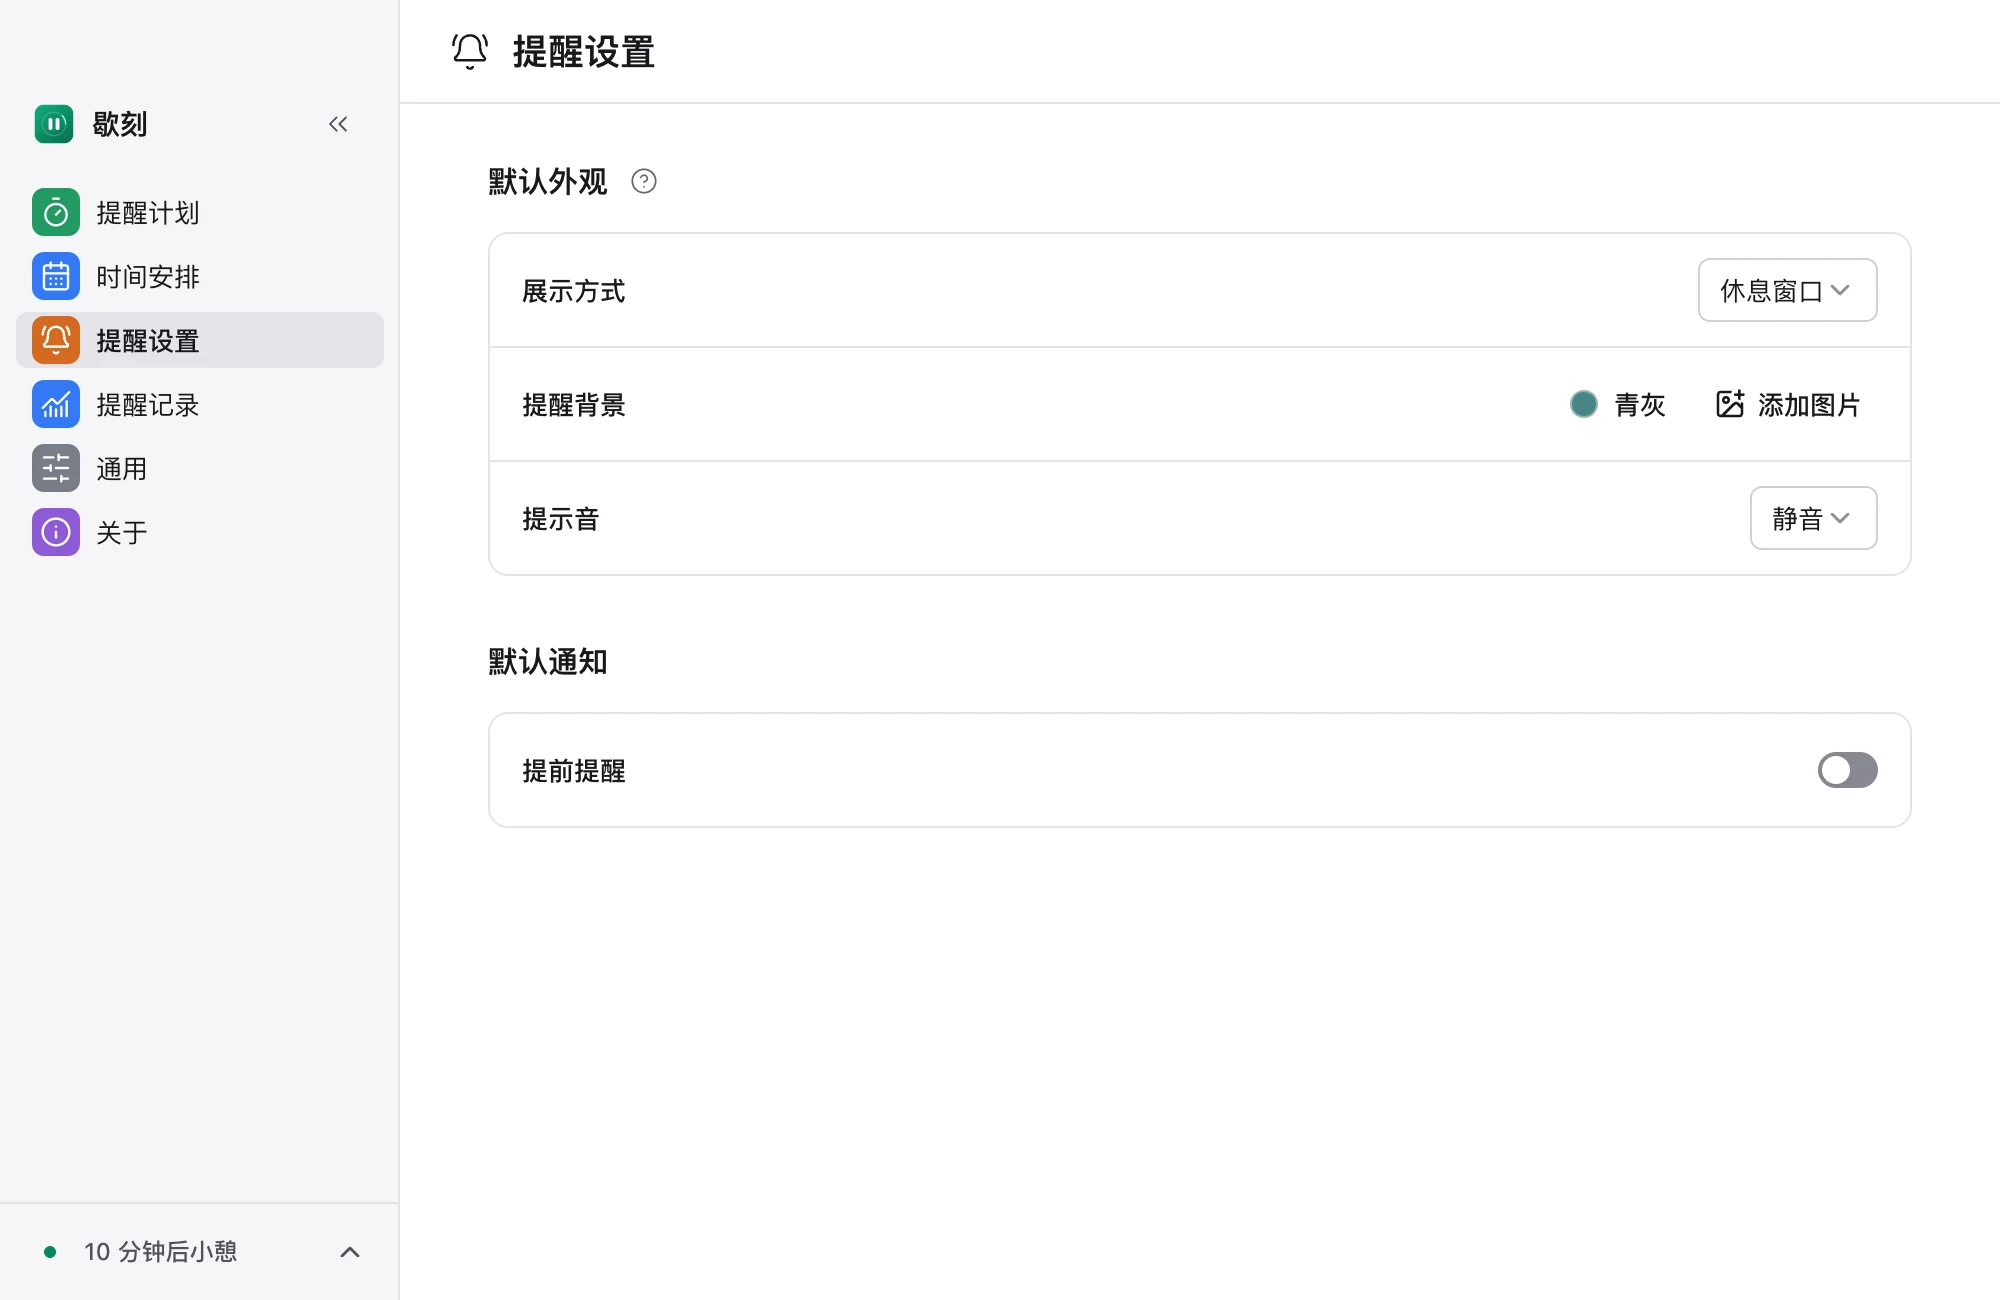 歇刻
提醒计划
时间安排
提醒设置
提醒记录
通用
关于
10 分钟后小憩
提醒设置
默认外观
展示方式
休息窗口
提醒背景
青灰
添加图片
提示音
静音
默认通知
提前提醒